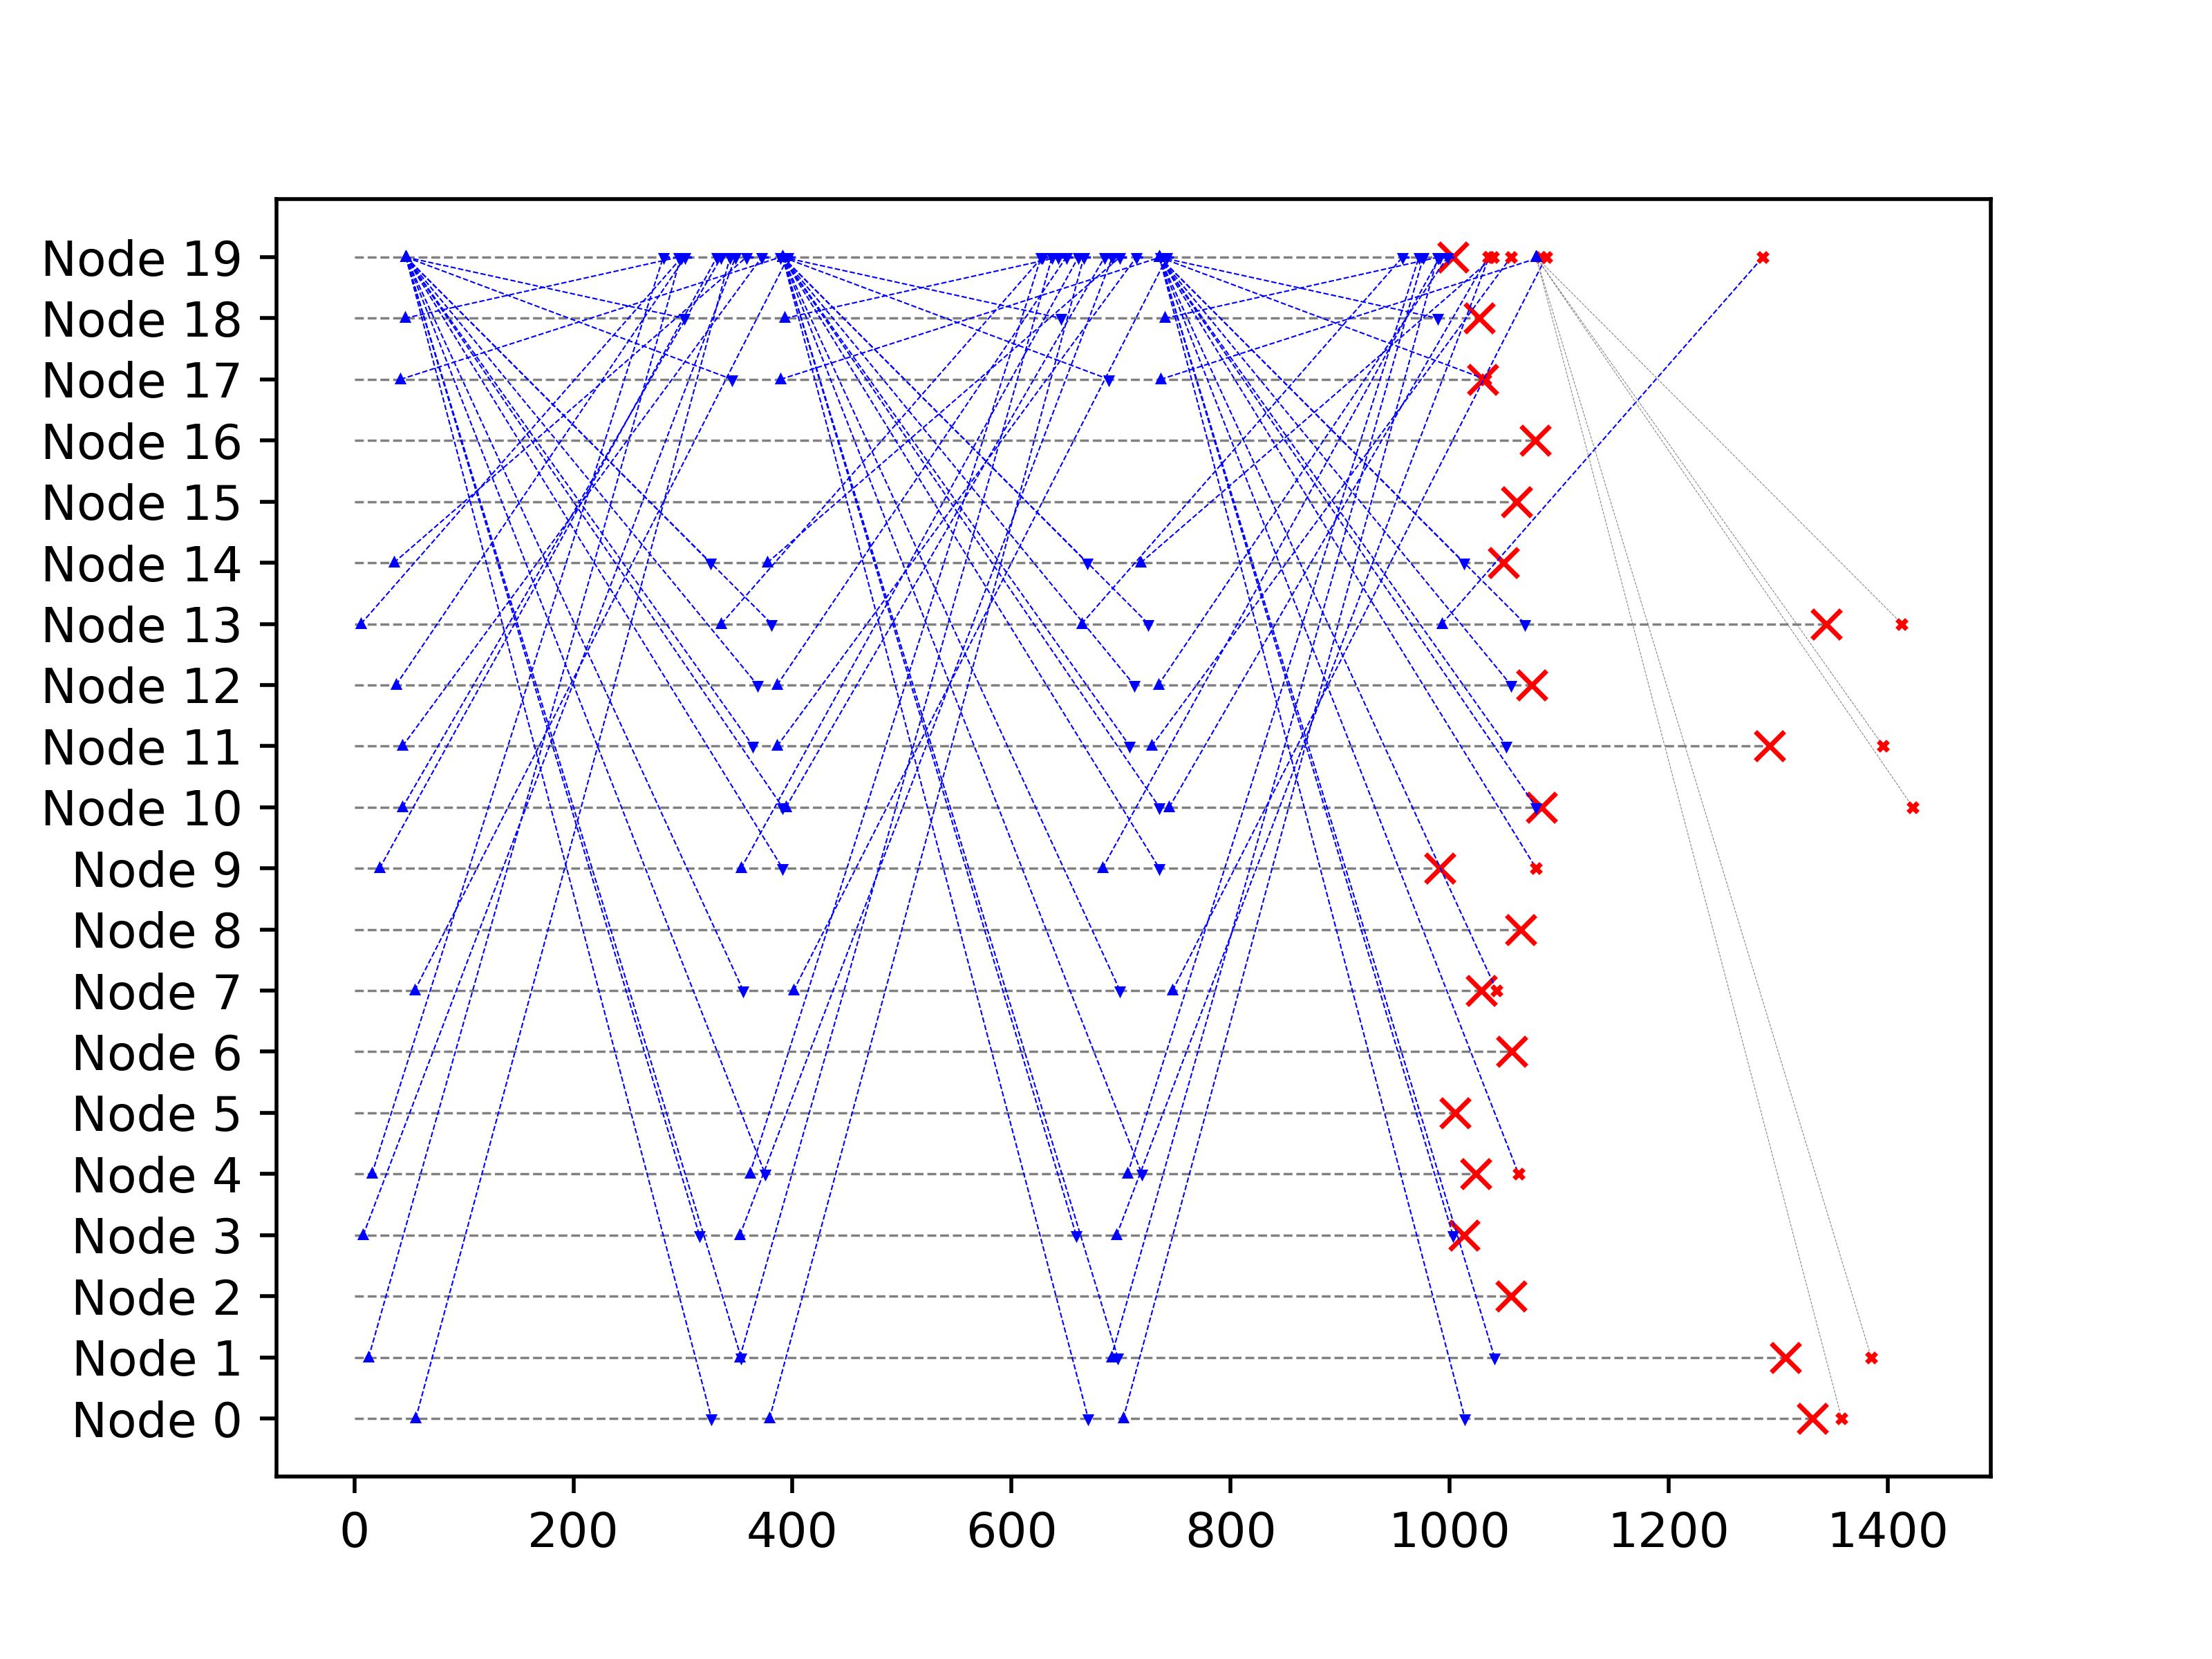 Node 19
Node 18
Node 17
Node 16
Node 15
Node 14
Node 13
Node 12
Node 11
Node 10
Node 9
Node 8
Node 7
Node 6
Node 5
Node 4
Node 3
Node 2
Node 1
Node 0
0 200 400 600 800 1000 1200 1400